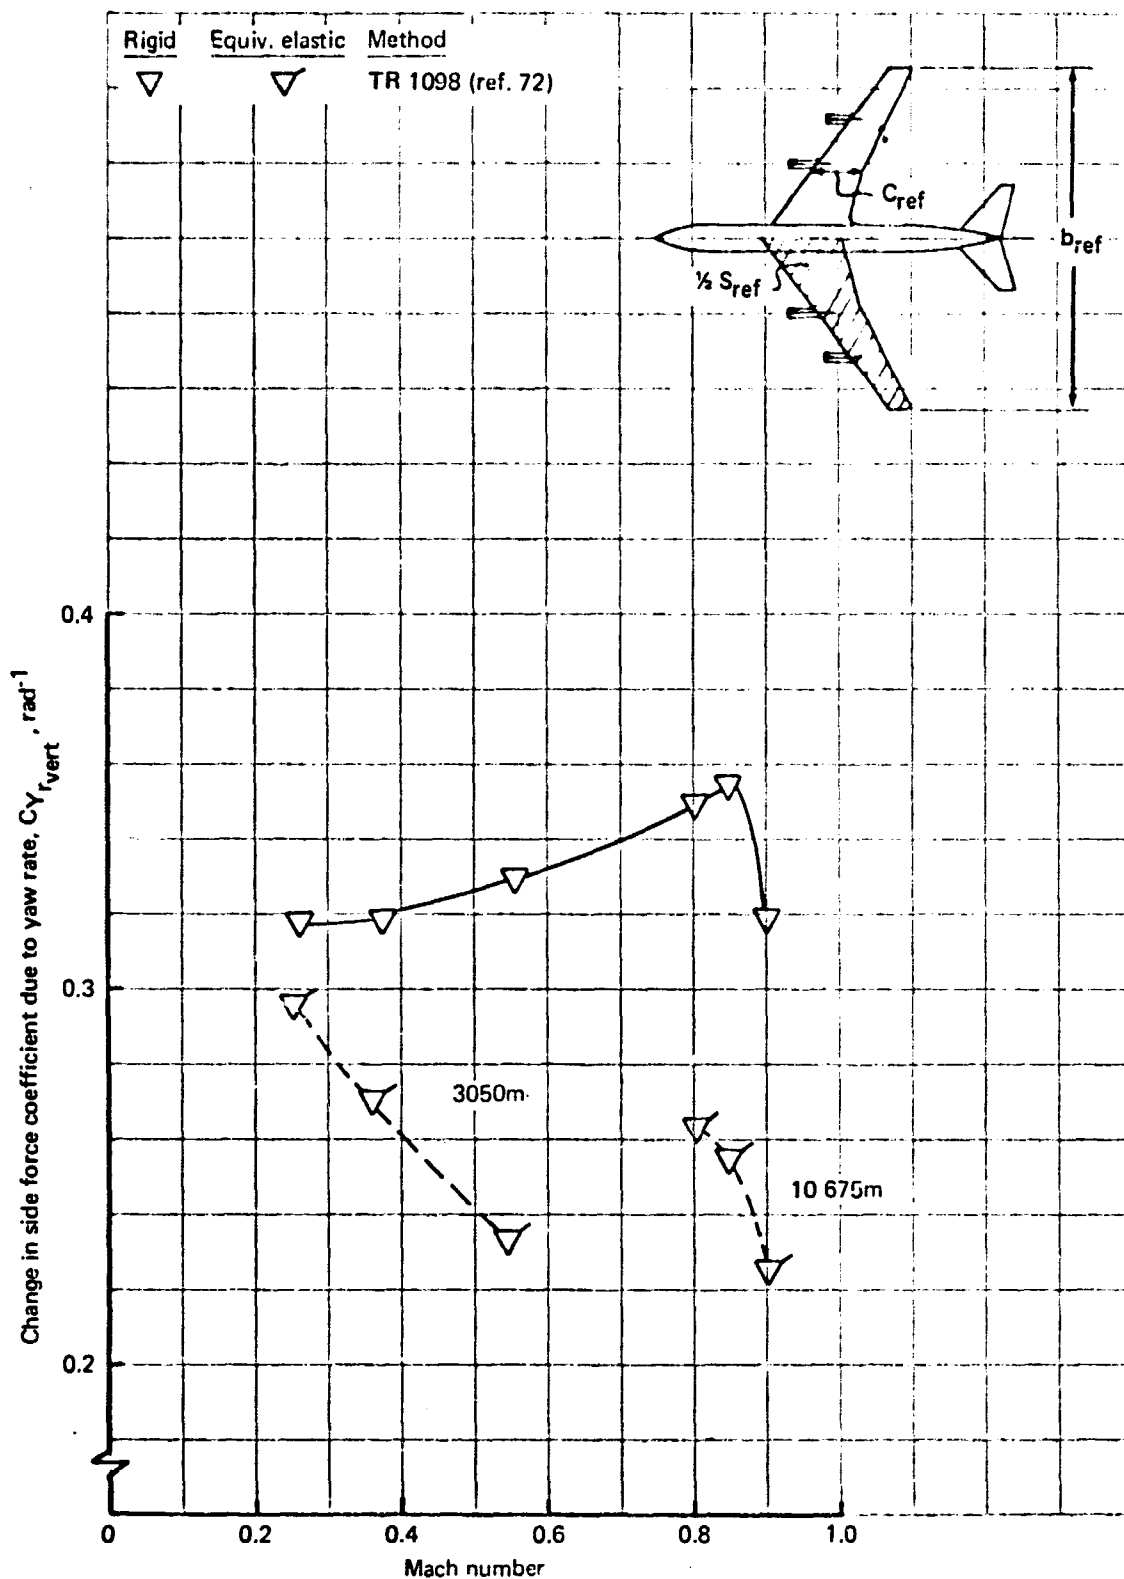 Rigid Equiv. elastic Method
TR 1098 (ref. 72)
C_ref
b_ref
½ S_ref
Change in side force coefficient due to yaw rate, C_Y_r_vert, rad⁻¹
0.4
0.3
0.2
3050m
10 675m
0 0.2 0.4 0.6 0.8 1.0
Mach number